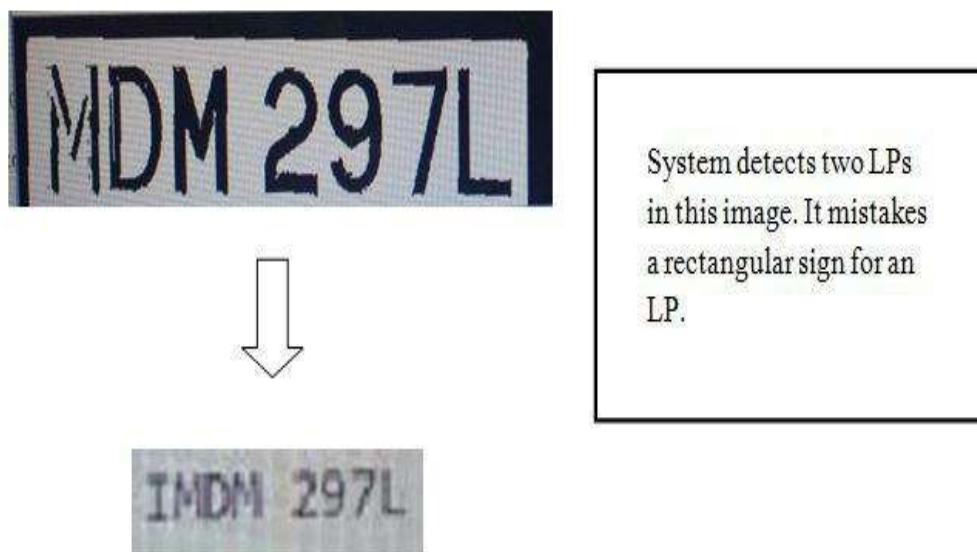 MDM 297L
System detects two LPs
in this image. It mistakes
a rectangular sign for an
LP.
IMDM 297L